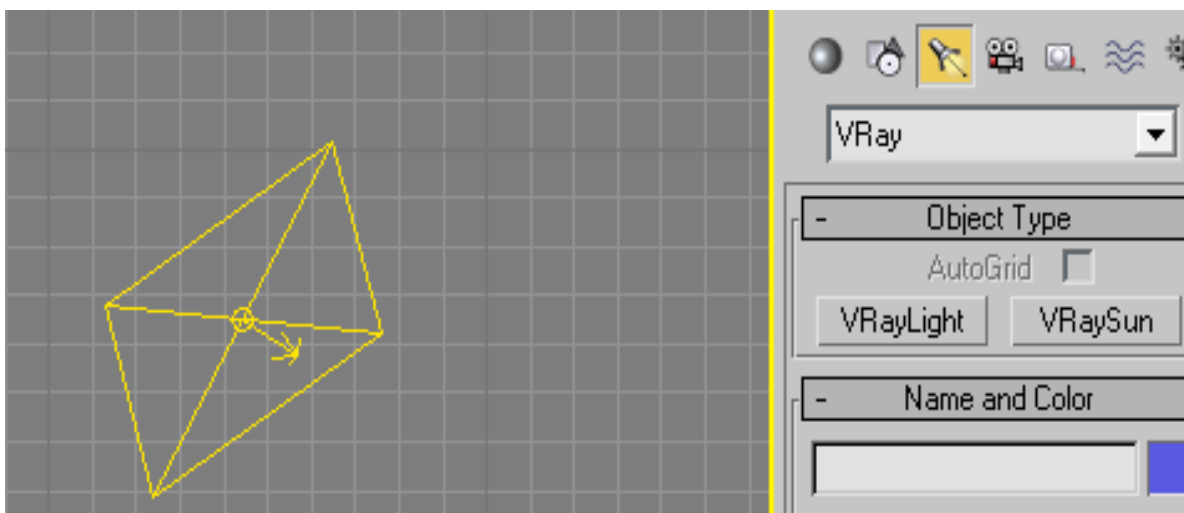 VRay
- Object Type
AutoGrid
VRayLight VRaySun
- Name and Color